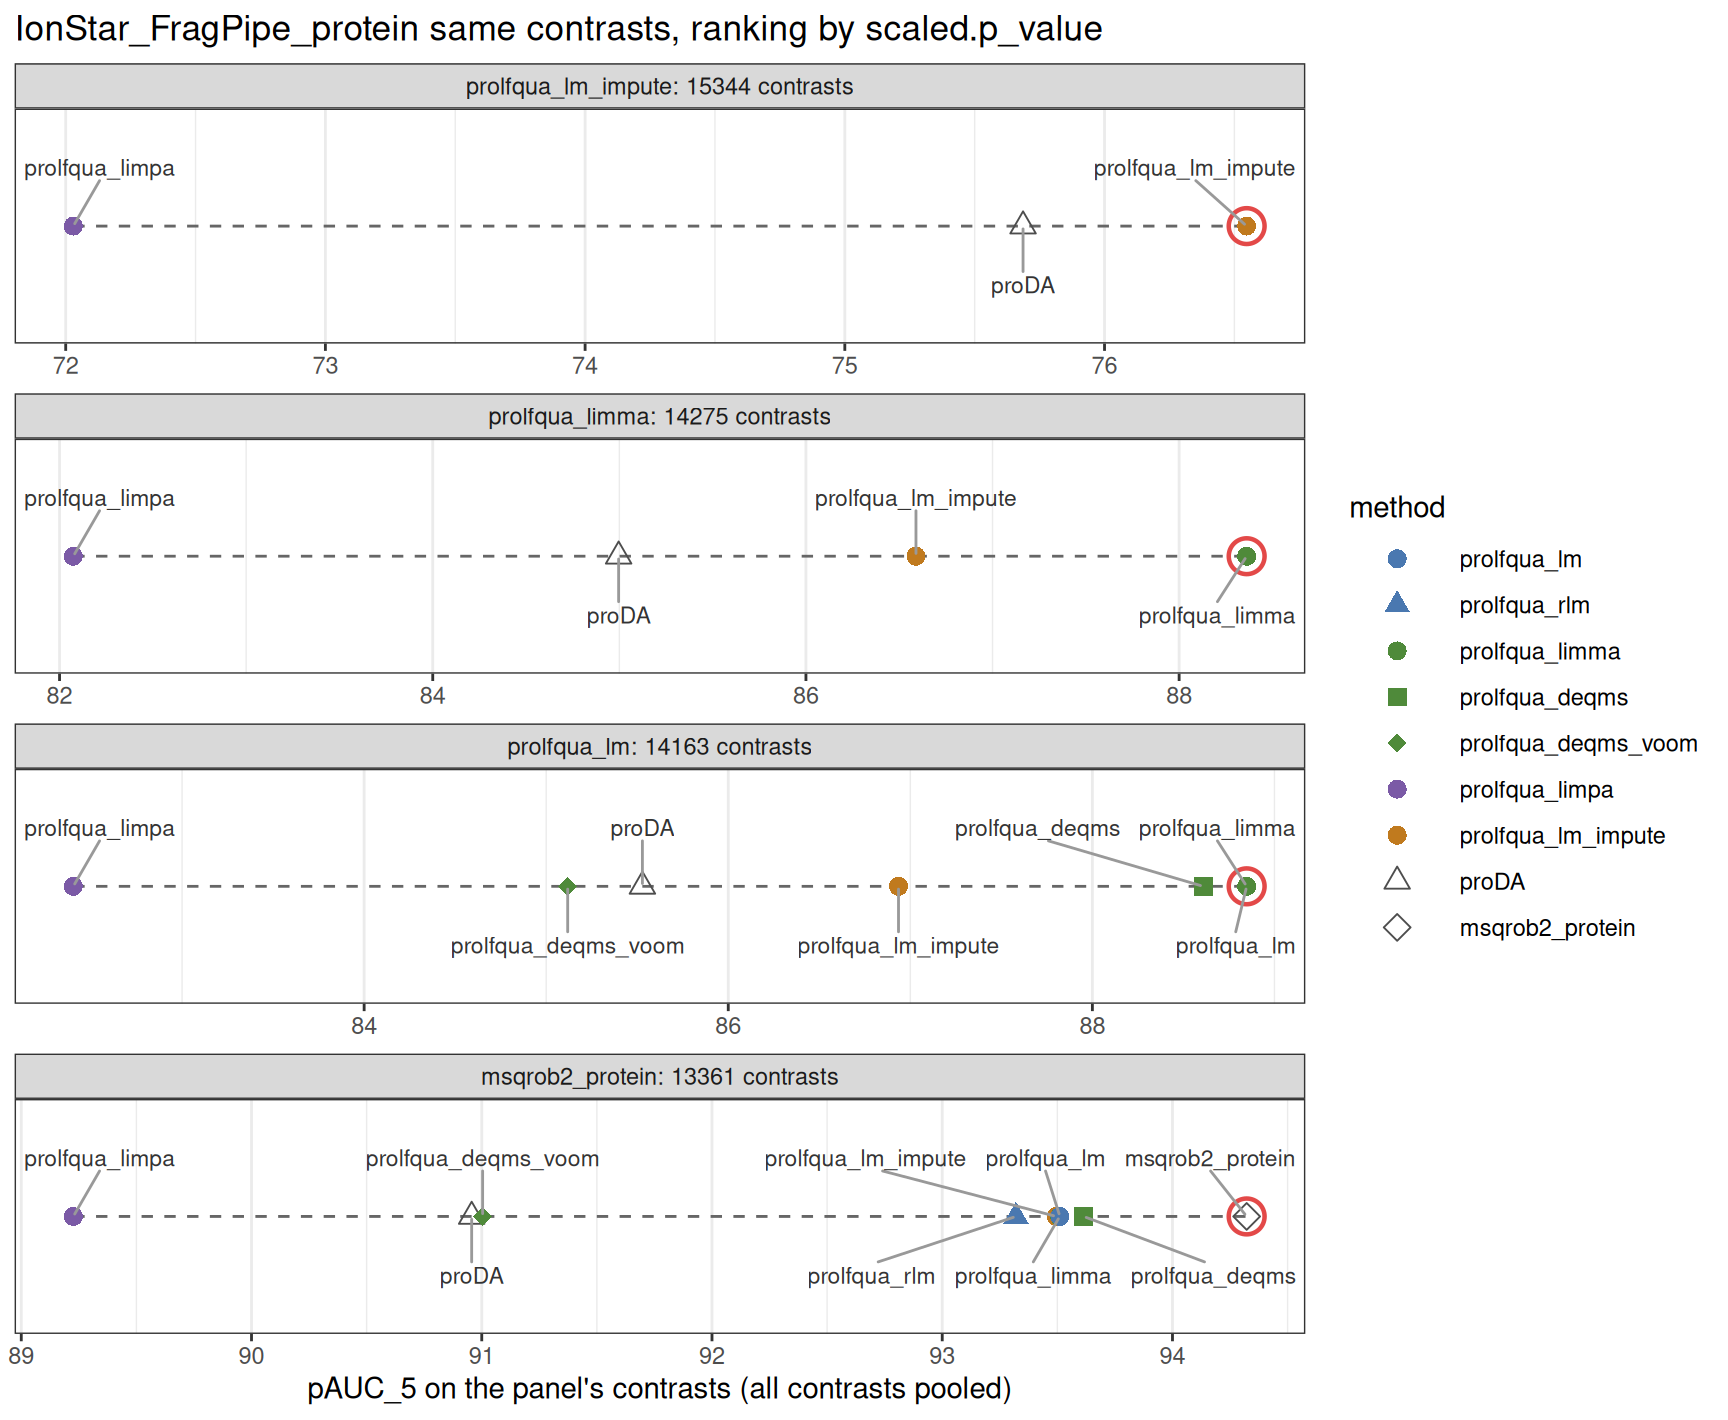 IonStar_FragPipe_protein same contrasts, ranking by scaled.p_value
prolfqua_lm_impute: 15344 contrasts
prolfqua_limpa
prolfqua_lm_impute
proDA
72 73 74 75 76
prolfqua_limma: 14275 contrasts
prolfqua_limpa
prolfqua_lm_impute
proDA
prolfqua_limma
82 84 86 88
prolfqua_lm: 14163 contrasts
prolfqua_limpa
proDA
prolfqua_deqms
prolfqua_limma
prolfqua_deqms_voom
prolfqua_lm_impute
prolfqua_lm
84 86 88
msqrob2_protein: 13361 contrasts
prolfqua_limpa
prolfqua_deqms_voom
prolfqua_lm_impute
prolfqua_lm
msqrob2_protein
proDA
prolfqua_rlm
prolfqua_limma
prolfqua_deqms
89 90 91 92 93 94
pAUC_5 on the panel's contrasts (all contrasts pooled)
method
prolfqua_lm
prolfqua_rlm
prolfqua_limma
prolfqua_deqms
prolfqua_deqms_voom
prolfqua_limpa
prolfqua_lm_impute
proDA
msqrob2_protein